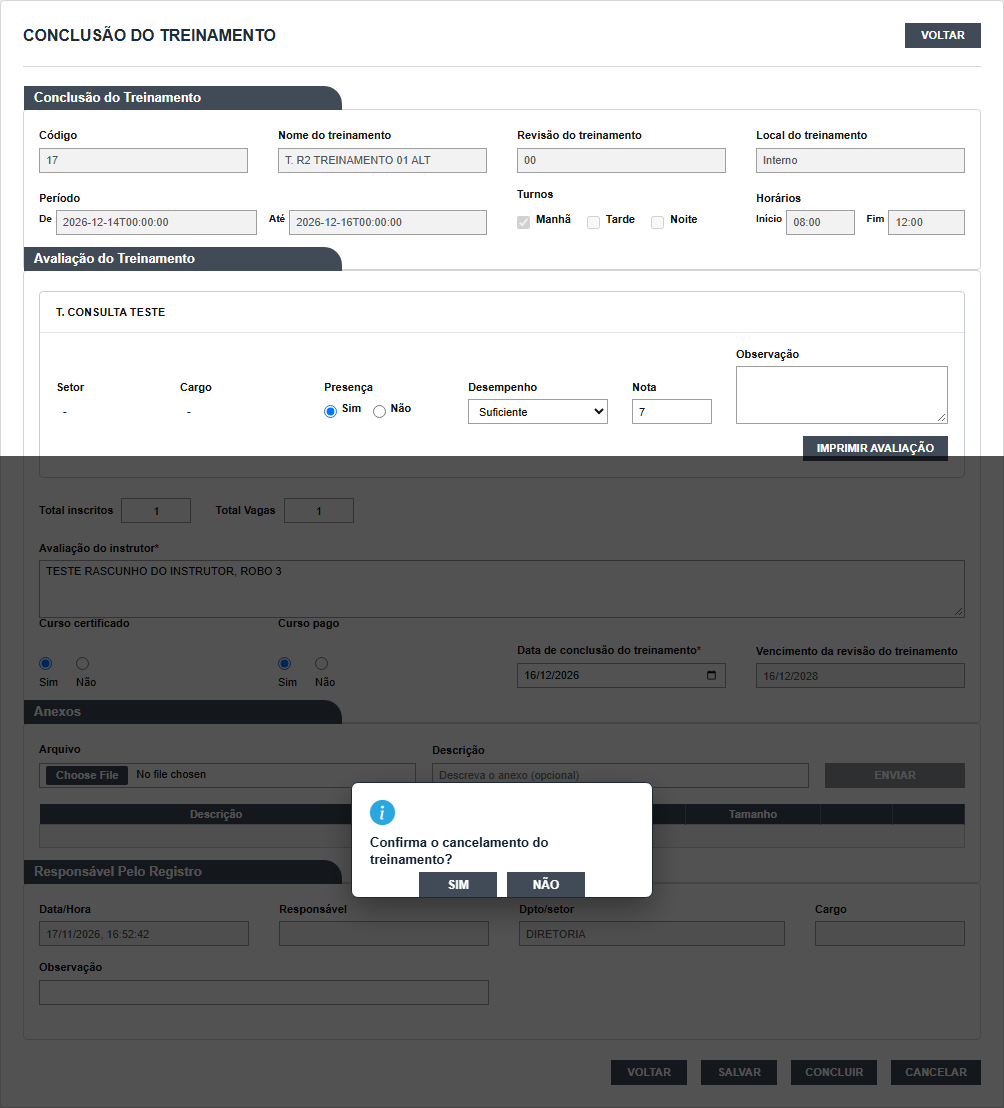 CONCLUSÃO DO TREINAMENTO
VOLTAR
Conclusão do Treinamento
Código
Nome do treinamento
Revisão do treinamento
Local do treinamento
17
T. R2 TREINAMENTO 01 ALT
00
Interno
Período
Turnos
Horários
De
2026-12-14T00:00:00
Até
2026-12-16T00:00:00
Manhã
Tarde
Noite
Início
08:00
Fim
12:00
Avaliação do Treinamento
T. CONSULTA TESTE
Observação
Setor
Cargo
Presença
Desempenho
Nota
-
-
Sim
Não
Suficiente
7
IMPRIMIR AVALIAÇÃO
Total inscritos
1
Total Vagas
1
Avaliação do instrutor*
TESTE RASCUNHO DO INSTRUTOR, ROBO 3
Curso certificado
Curso pago
Data de conclusão do treinamento*
Vencimento da revisão do treinamento
16/12/2026
16/12/2028
Sim
Não
Sim
Não
Anexos
Arquivo
Descrição
Choose File
No file chosen
Descreva o anexo (opcional)
ENVIAR
Descrição
Tamanho
Confirma o cancelamento do
treinamento?
SIM
NÃO
Responsável Pelo Registro
Data/Hora
Responsável
Dpto/setor
Cargo
17/11/2026, 16:52:42
DIRETORIA
Observação
VOLTAR
SALVAR
CONCLUIR
CANCELAR